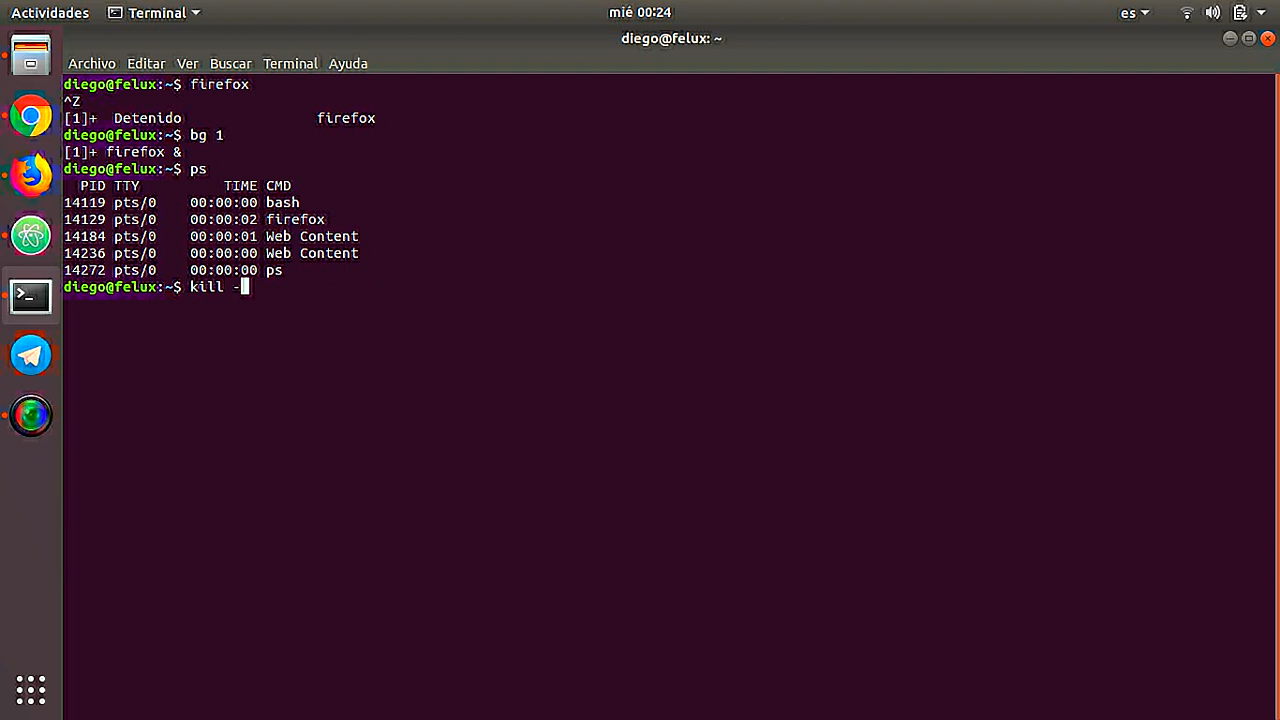 Actividades Terminal mié 00:24 es
diego@felux: ~
Archivo Editar Ver Buscar Terminal Ayuda
diego@felux:~$ firefox
^Z
[1]+  Detenido                firefox
diego@felux:~$ bg 1
[1]+ firefox &
diego@felux:~$ ps
  PID TTY          TIME CMD
14119 pts/0    00:00:00 bash
14129 pts/0    00:00:02 firefox
14184 pts/0    00:00:01 Web Content
14236 pts/0    00:00:00 Web Content
14272 pts/0    00:00:00 ps
diego@felux:~$ kill -